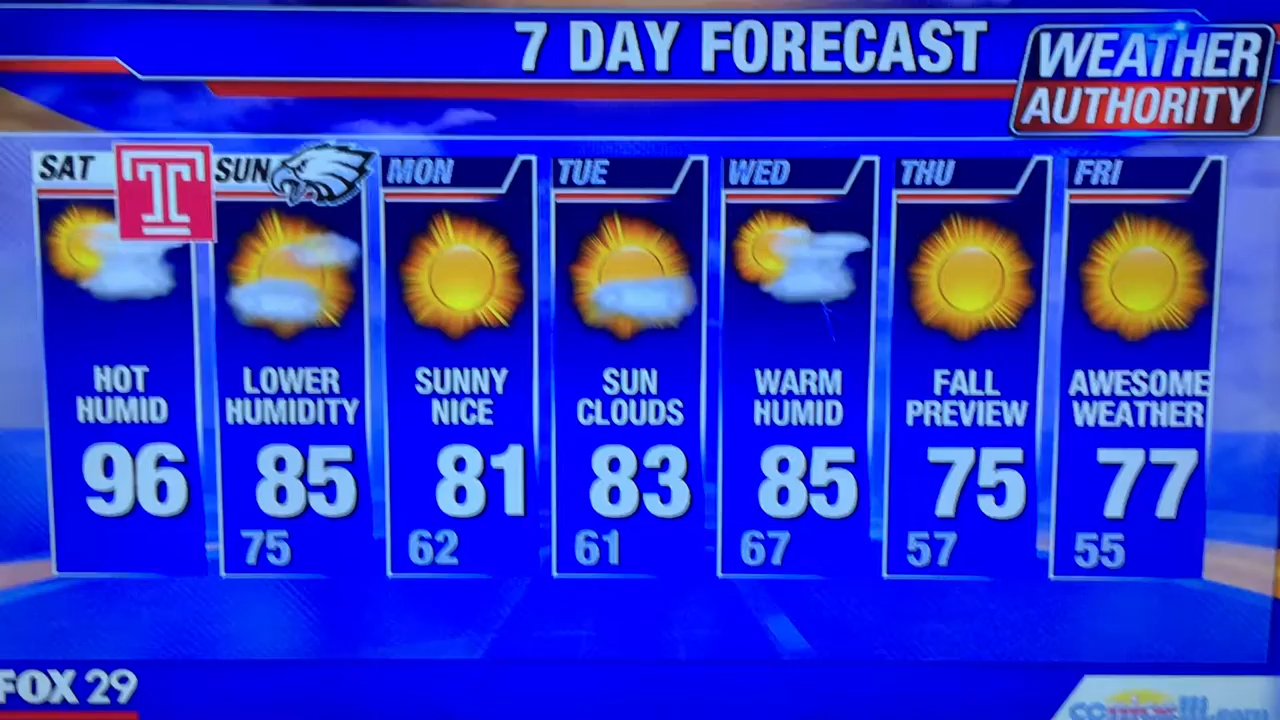 7 DAY FORECAST
WEATHER
AUTHORITY
SAT
T
SUN
MON
TUE
WED
THU
FRI
HOT
HUMID
96
LOWER
HUMIDITY
85
75
SUNNY
NICE
81
62
SUN
CLOUDS
83
61
WARM
HUMID
85
67
FALL
PREVIEW
75
57
AWESOME
WEATHER
77
55
FOX 29